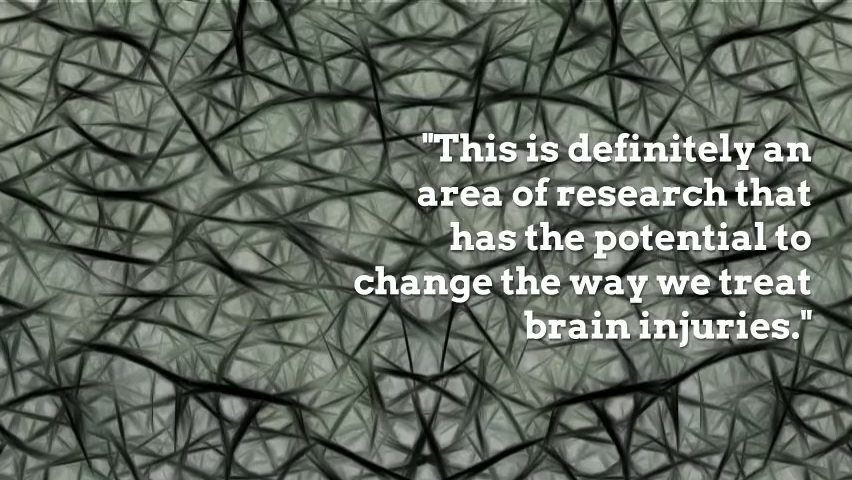 "This is definitely an
area of research that
has the potential to
change the way we treat
brain injuries."